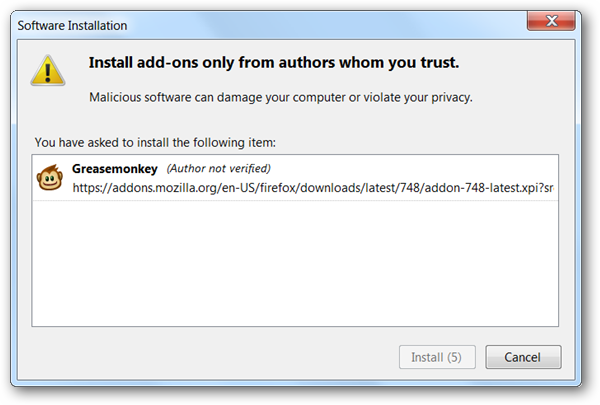 Software Installation
Install add-ons only from authors whom you trust.
Malicious software can damage your computer or violate your privacy.
You have asked to install the following item:
Greasemonkey (Author not verified)
https://addons.mozilla.org/en-US/firefox/downloads/latest/748/addon-748-latest.xpi?sr
Install (5) Cancel